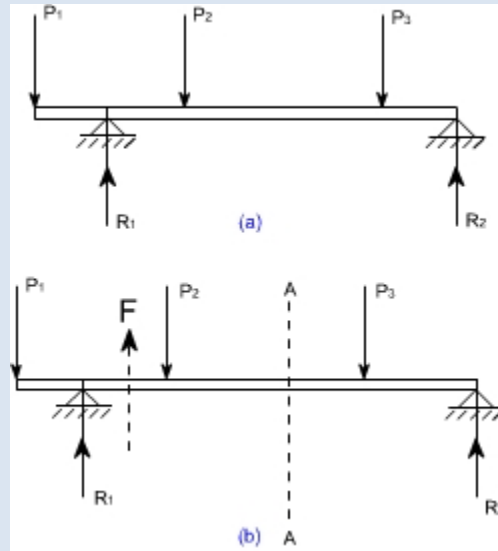 P₁ P₂ P₃
R₁ R₂
(a)
P₁ P₂ A P₃
F
R₁ R
(b) A